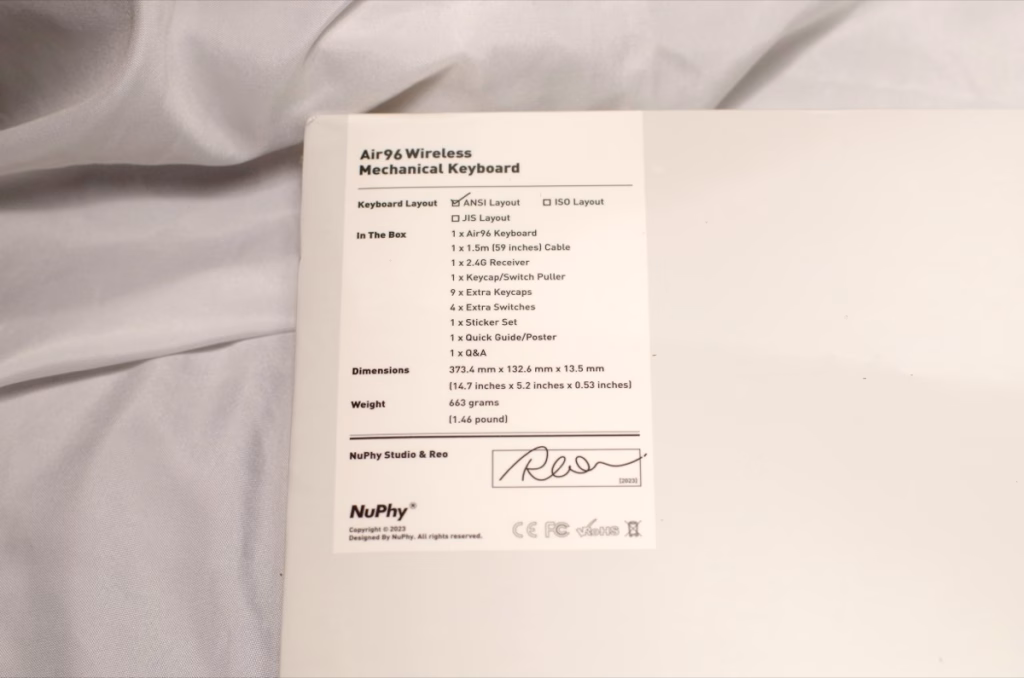 Air96 Wireless
Mechanical Keyboard
Keyboard Layout ☑ ANSI Layout ☐ ISO Layout
☐ JIS Layout
In The Box 1 x Air96 Keyboard
1 x 1.5m (59 inches) Cable
1 x 2.4G Receiver
1 x Keycap/Switch Puller
9 x Extra Keycaps
4 x Extra Switches
1 x Sticker Set
1 x Quick Guide/Poster
1 x Q&A
Dimensions 373.4 mm x 132.6 mm x 13.5 mm
(14.7 inches x 5.2 inches x 0.53 inches)
Weight 663 grams
(1.46 pound)
NuPhy Studio & Reo Reo
[2023]
NuPhy®
Copyright © 2023
Designed By NuPhy. All rights reserved.
CE FC RoHS